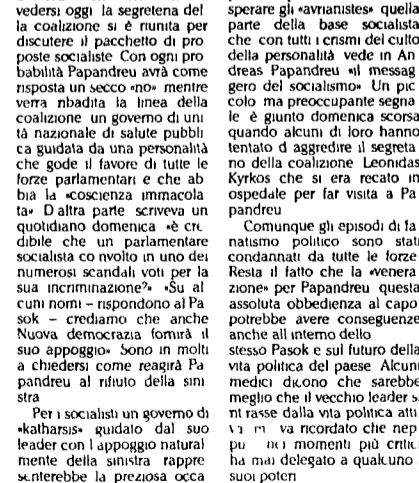 vedersi oggi la segreteria del
la coalizione si è riunita per
discutere il pacchetto di pro
poste socialiste Con ogni pro
babilità Papandreu avrà come
risposta un secco «no» mentre
verrà ribadita la linea della
coalizione un governo di uni
tà nazionale di salute pubbli
ca guidata da una personalità
che gode il favore di tutte le
forze parlamentari e che ab
bia la «coscienza immacola
ta» D altra parte scriveva un
quotidiano domenica «è cre
dibile che un parlamentare
socialista co nvolto in uno dei
numerosi scandali voti per la
sua incriminazione?» «Su al
cuni nomi – rispondono al Pa
sok – crediamo che anche
Nuova democrazia fornirà il
suo appoggio» Sono in molti
a chiedersi come reagirà Pa
pandreu al rifiuto della sini
stra
Per i socialisti un governo di
«katharsis» guidato dal suo
leader con l appoggio natural
mente della sinistra rappre
senterebbe la preziosa occa
sperare gli «avrianistes» quella
parte della base socialista
che con tutti i crismi del culto
della personalità vede in An
dreas Papandreu «il messag
gero del socialismo» Un pic
colo ma preoccupante segna
le è giunto domenica scorsa
quando alcuni di loro hanno
tentato d aggredire il segreta
rio della coalizione Leonidas
Kyrkos che si era recato in
ospedale per far visita a Pa
pandreu
Comunque gli episodi di fa
natismo politico sono stati
condannati da tutte le forze
Resta il fatto che la «venera
zione» per Papandreu questa
assoluta obbedienza al capo
potrebbe avere conseguenze
anche all interno dello
stesso Pasok e sul futuro della
vita politica del paese Alcuni
medici dicono che sarebbe
meglio che il vecchio leader si
ri rasse dalla vita politica atti
va ricordato che nep
pu nei momenti più critici
ha mai delegato a qualcuno
suoi poteri